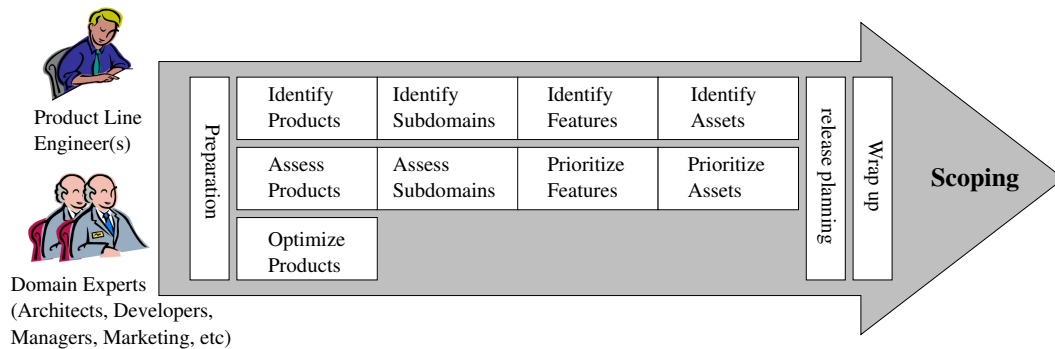 Product Line
Engineer(s)
Domain Experts
(Architects, Developers,
Managers, Marketing, etc)
Preparation
Identify
Products
Identify
Subdomains
Identify
Features
Identify
Assets
Assess
Products
Assess
Subdomains
Prioritize
Features
Prioritize
Assets
Optimize
Products
release planning
Wrap up
Scoping